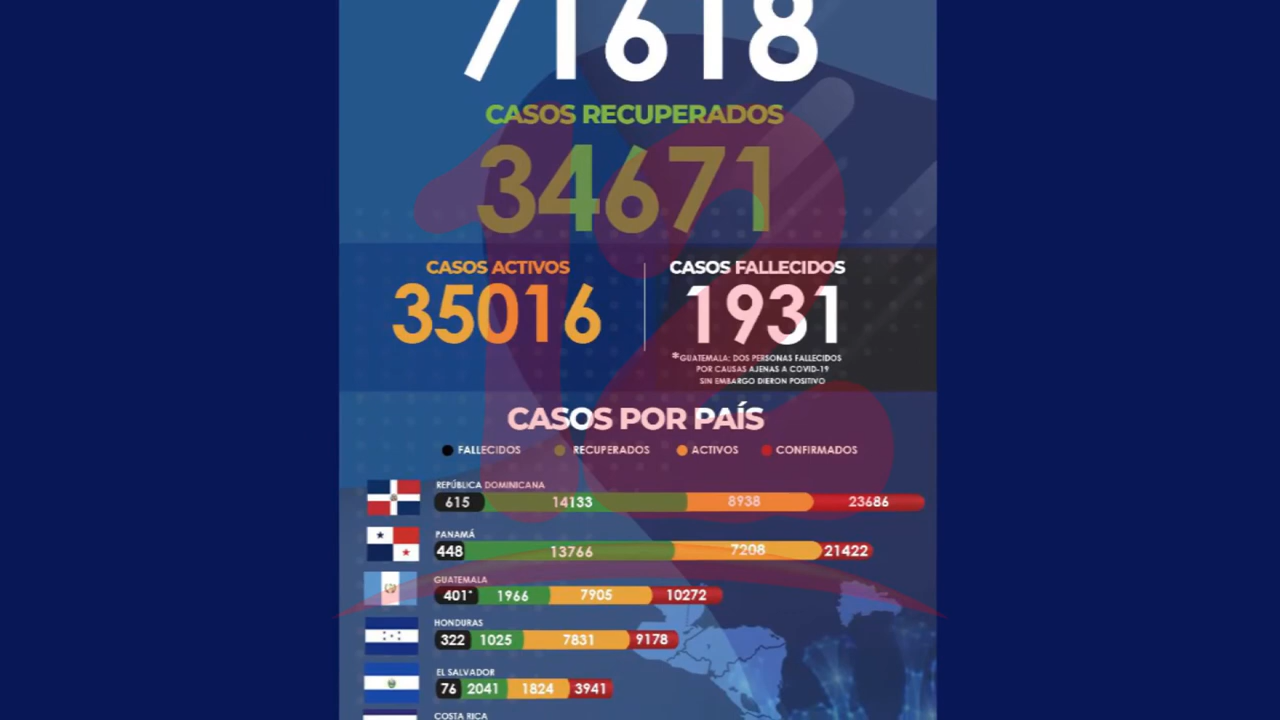 71618
CASOS RECUPERADOS
34671
CASOS ACTIVOS
35016
CASOS FALLECIDOS
1931
*GUATEMALA: DOS PERSONAS FALLECIDOS
POR CAUSAS AJENAS A COVID-19
SIN EMBARGO DIERON POSITIVO
12
CASOS POR PAÍS
FALLECIDOS RECUPERADOS ACTIVOS CONFIRMADOS
REPÚBLICA DOMINICANA
615 14133 8938 23686
PANAMÁ
448 13766 7208 21422
GUATEMALA
401* 1966 7905 10272
HONDURAS
322 1025 7831 9178
EL SALVADOR
76 2041 1824 3941
COSTA RICA